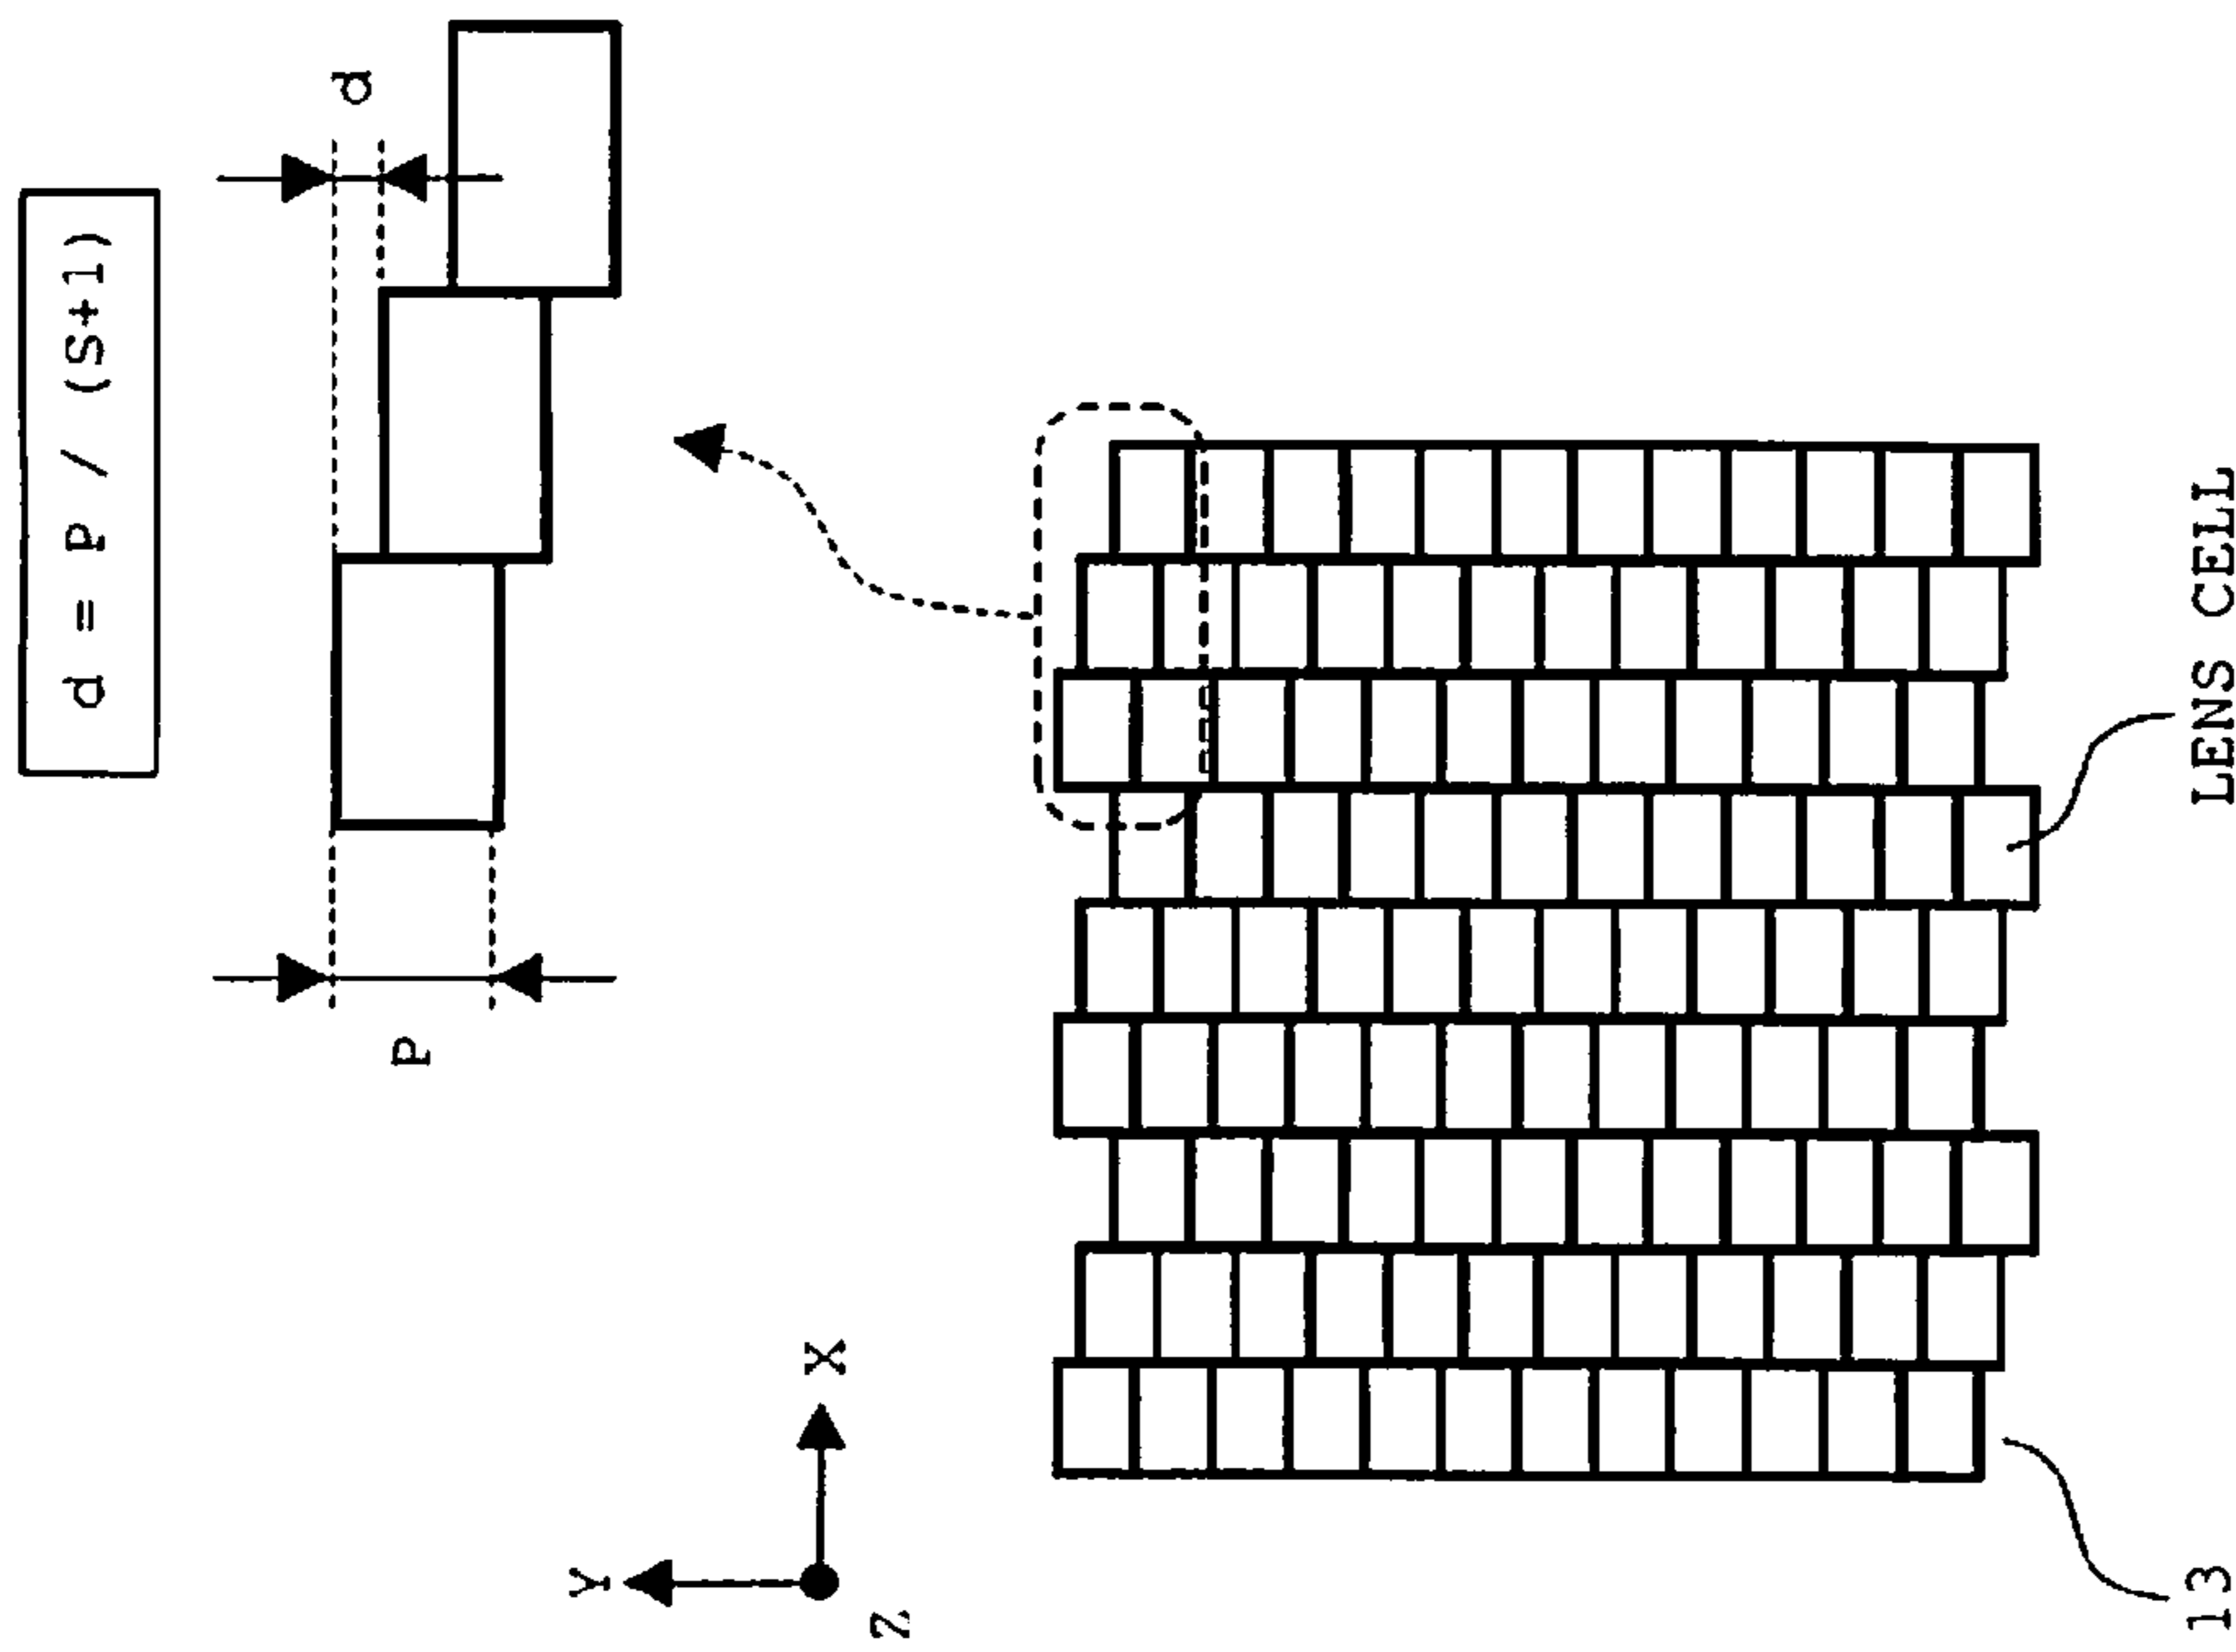 d = P / (S+1)
d
P
Y
X
Z
13
LENS CELL